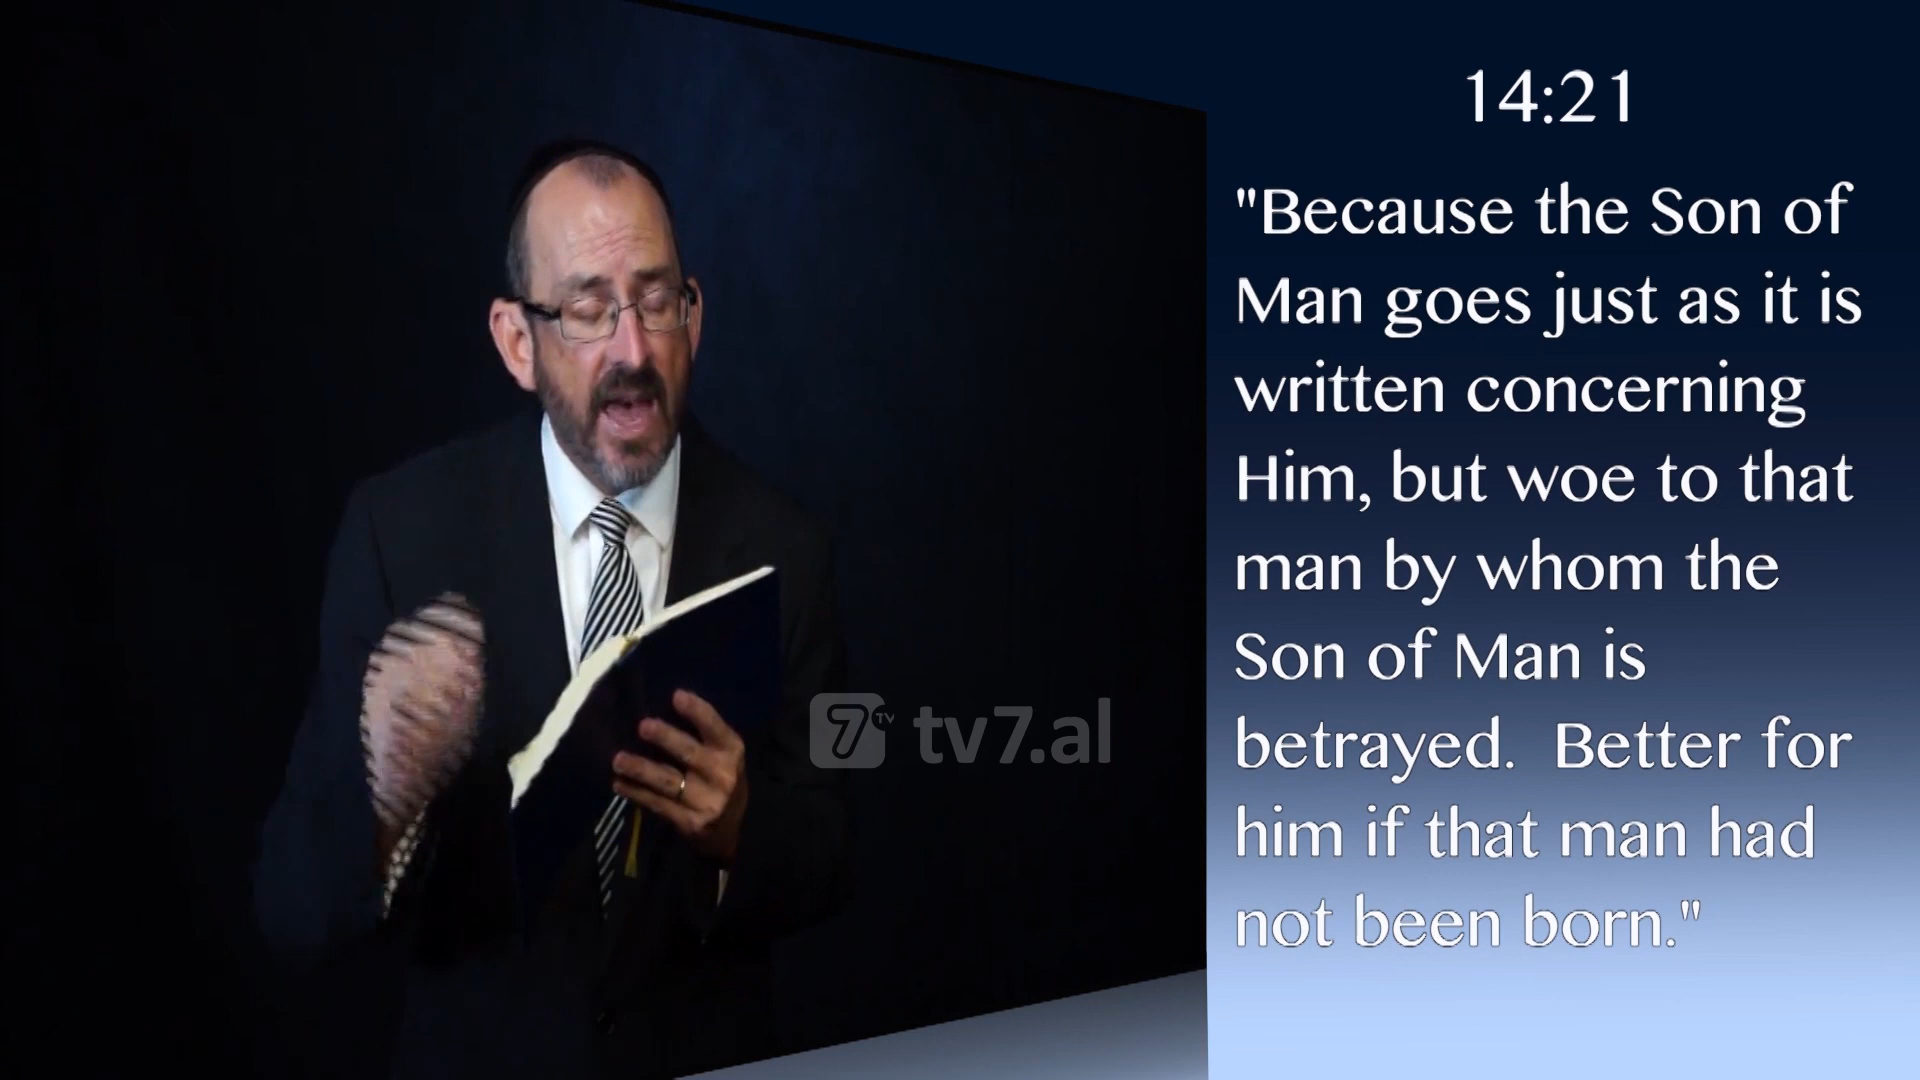 14:21
"Because the Son of
Man goes just as it is
written concerning
Him, but woe to that
man by whom the
Son of Man is
betrayed.  Better for
him if that man had
not been born."
7 TV tv7.al